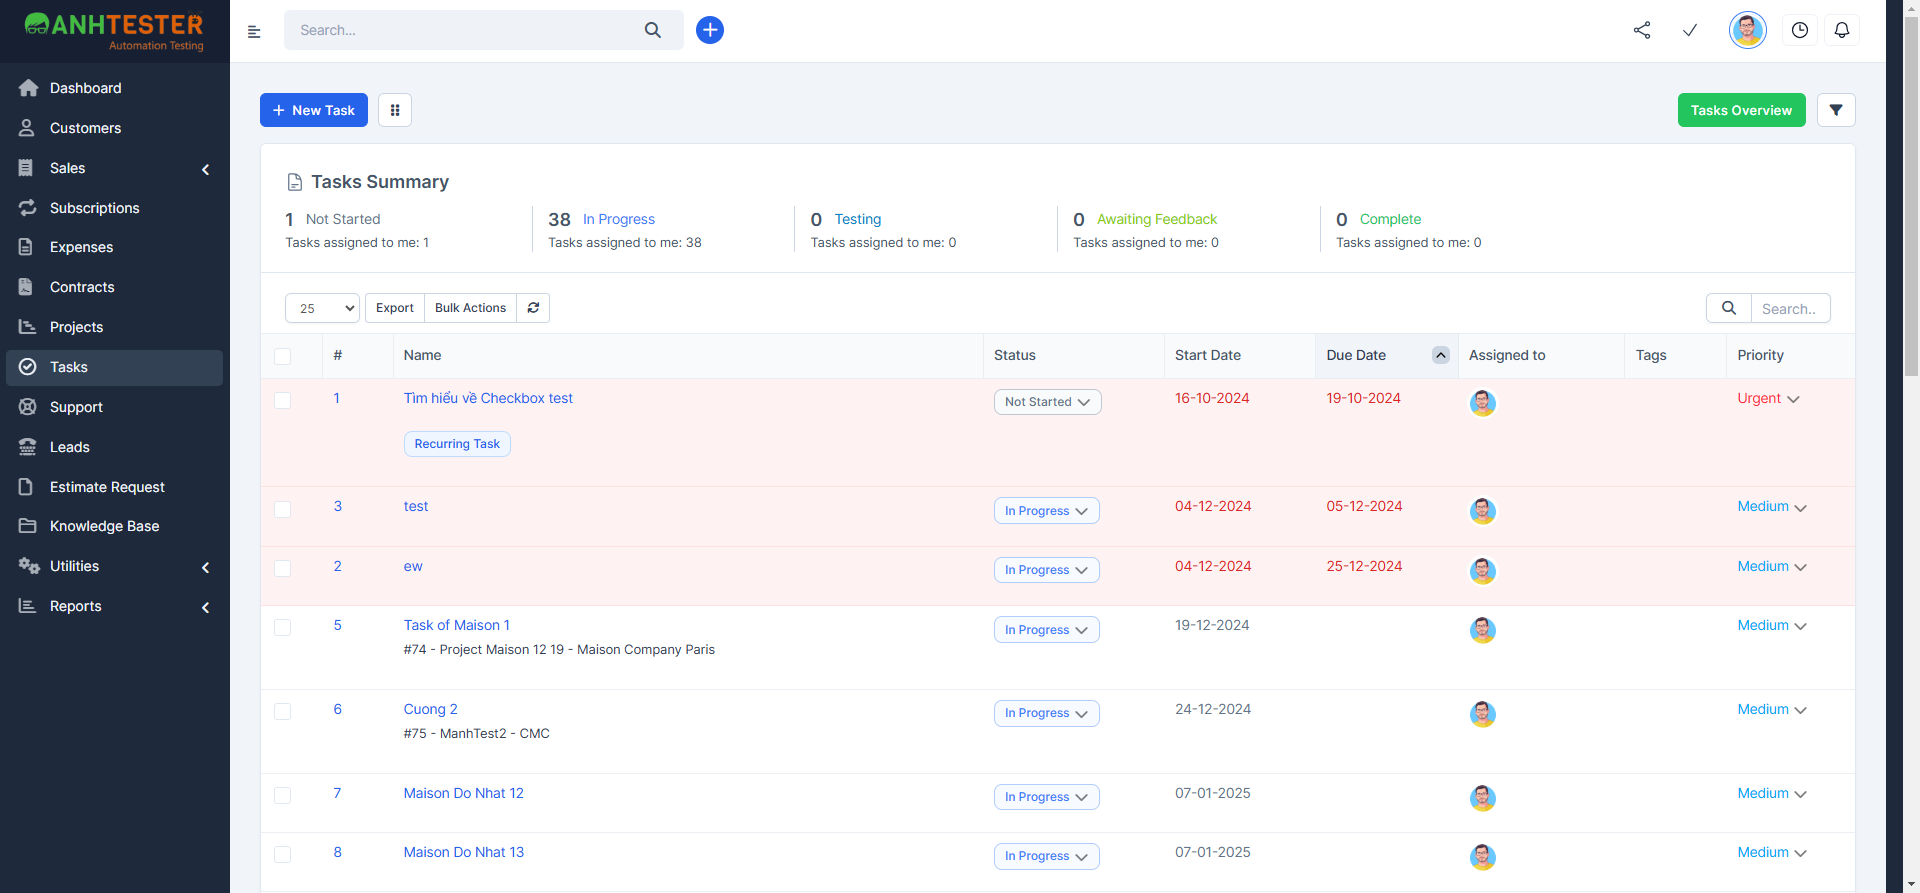 ANHTESTER
Automation Testing
Search...
Dashboard
Customers
Sales
Subscriptions
Expenses
Contracts
Projects
Tasks
Support
Leads
Estimate Request
Knowledge Base
Utilities
Reports
New Task
Tasks Overview
Tasks Summary
1 Not Started
Tasks assigned to me: 1
38 In Progress
Tasks assigned to me: 38
0 Testing
Tasks assigned to me: 0
0 Awaiting Feedback
Tasks assigned to me: 0
0 Complete
Tasks assigned to me: 0
25 Export Bulk Actions Search..
# Name Status Start Date Due Date Assigned to Tags Priority
1 Tìm hiểu về Checkbox test Not Started 16-10-2024 19-10-2024 Urgent
Recurring Task
3 test In Progress 04-12-2024 05-12-2024 Medium
2 ew In Progress 04-12-2024 25-12-2024 Medium
5 Task of Maison 1 In Progress 19-12-2024 Medium
#74 - Project Maison 12 19 - Maison Company Paris
6 Cuong 2 In Progress 24-12-2024 Medium
#75 - ManhTest2 - CMC
7 Maison Do Nhat 12 In Progress 07-01-2025 Medium
8 Maison Do Nhat 13 In Progress 07-01-2025 Medium